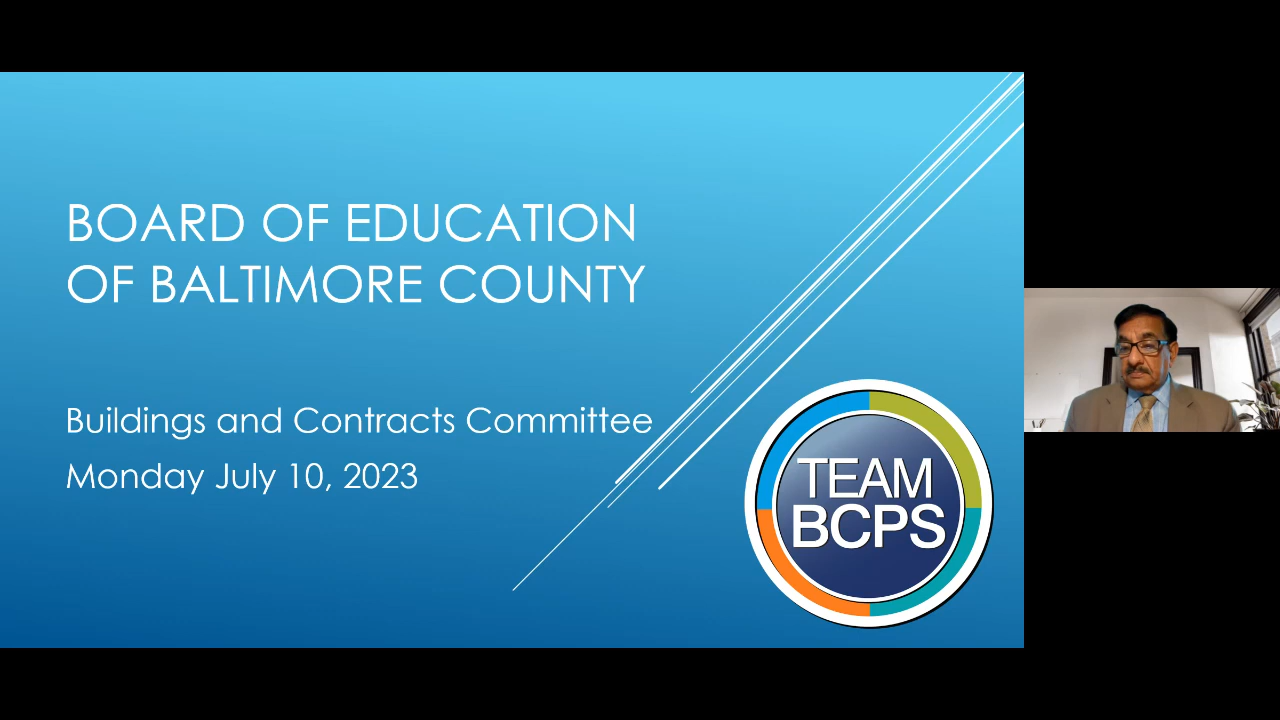 BOARD OF EDUCATION
OF BALTIMORE COUNTY
Buildings and Contracts Committee
Monday July 10, 2023
TEAM
BCPS